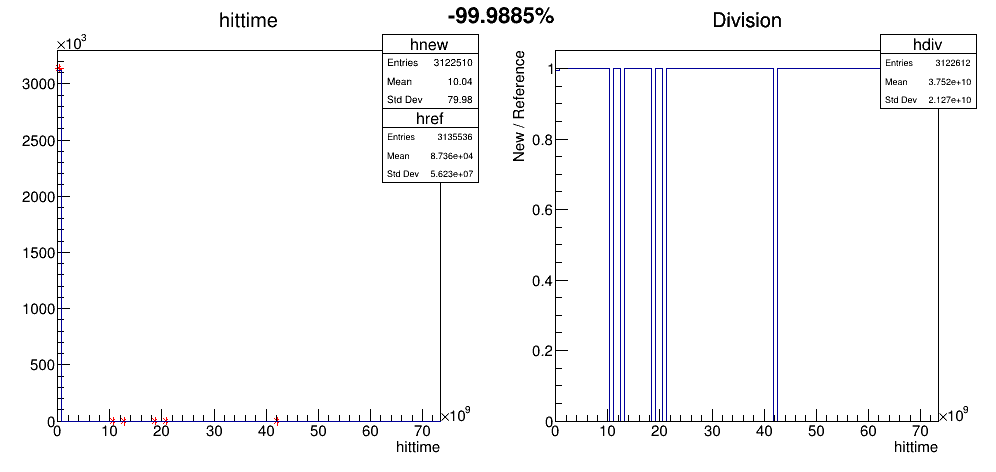 -99.9885%
hittime
×10³
3000
2500
2000
1500
1000
500
0
0 10 20 30 40 50 60 70
×10⁹
hittime
hnew
Entries 3122510
Mean 10.04
Std Dev 79.98
href
Entries 3135536
Mean 8.736e+04
Std Dev 5.623e+07
Division
New / Reference
1
0.8
0.6
0.4
0.2
0
0 10 20 30 40 50 60 70
×10⁹
hittime
hdiv
Entries 3122612
Mean 3.752e+10
Std Dev 2.127e+10